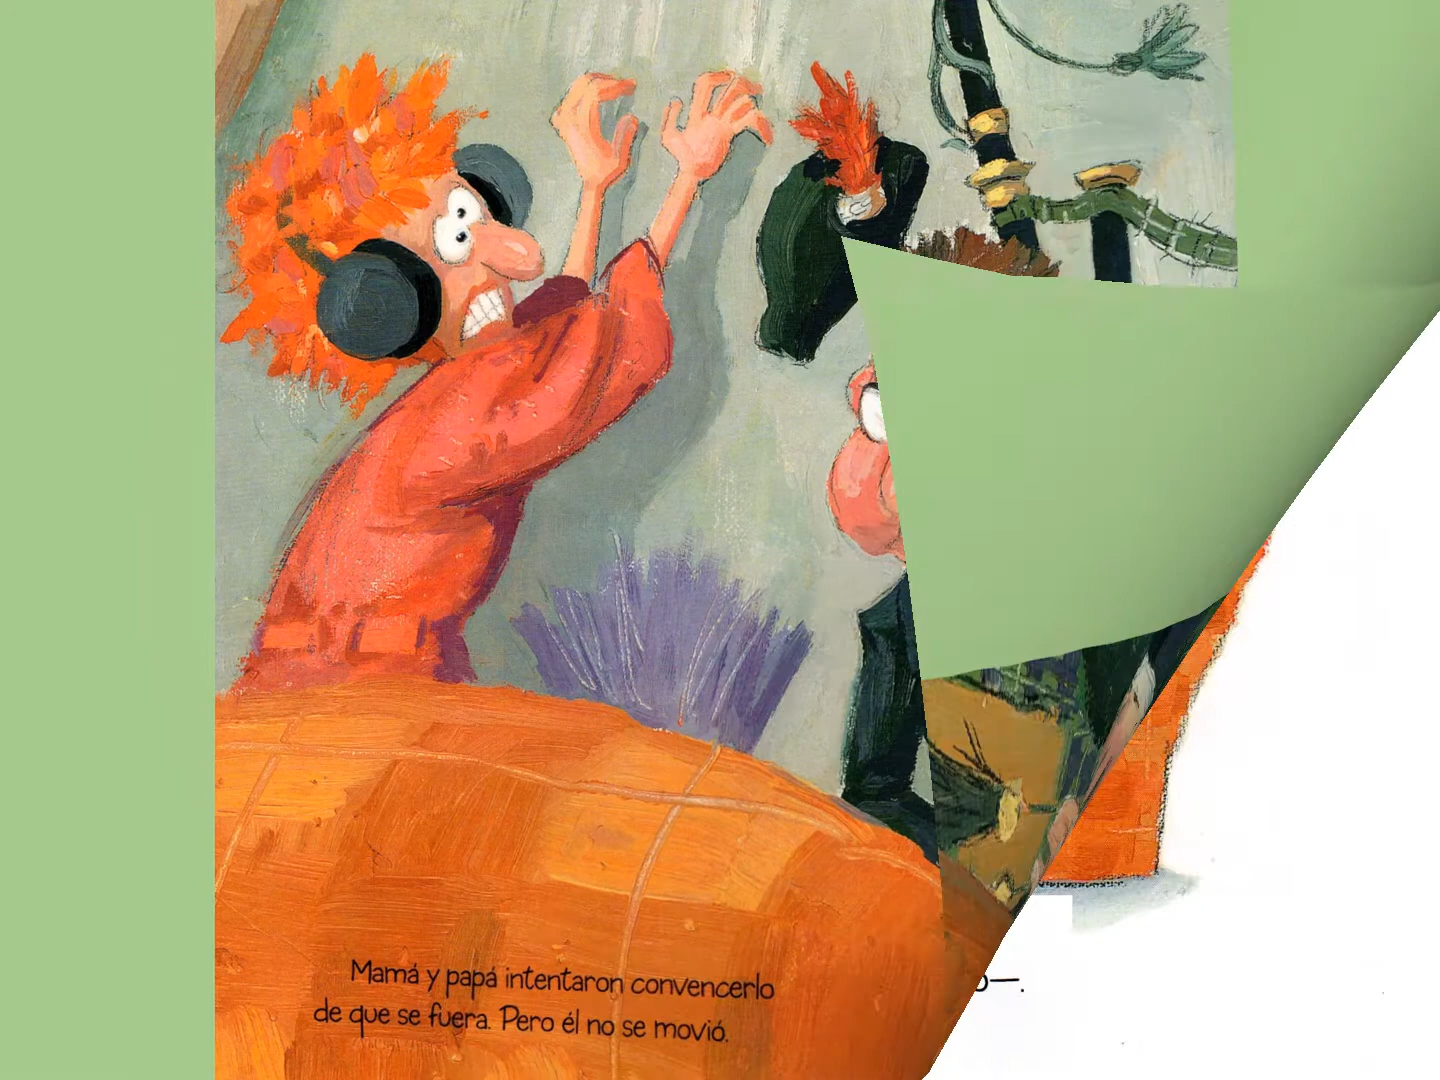 Mamá y papá intentaron convencerlo
de que se fuera. Pero él no se movió.